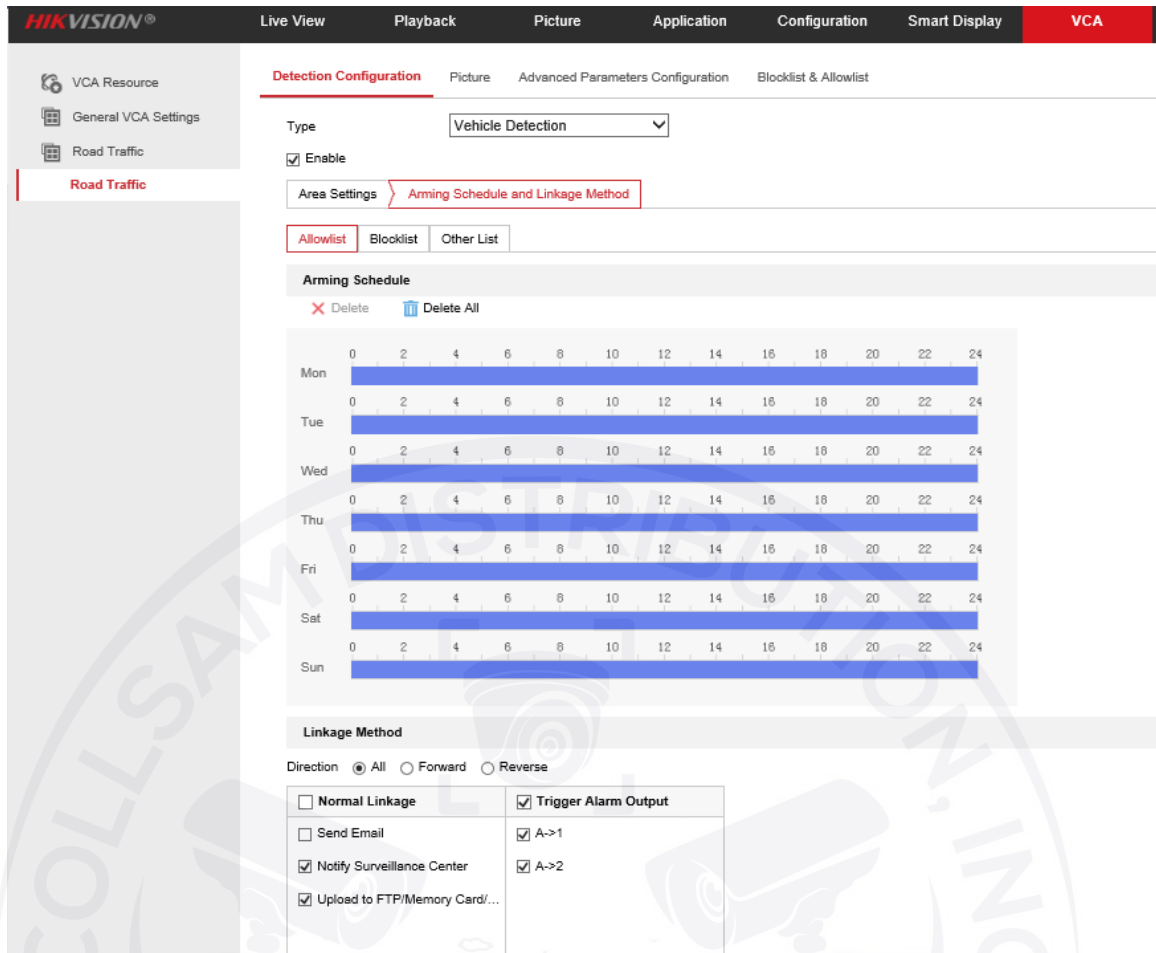 HIKVISION® Live View Playback Picture Application Configuration Smart Display VCA
Detection Configuration Picture Advanced Parameters Configuration Blocklist & Allowlist
VCA Resource
General VCA Settings
Road Traffic
Road Traffic
Type Vehicle Detection
Enable
Area Settings Arming Schedule and Linkage Method
Allowlist Blocklist Other List
Arming Schedule
Delete Delete All
0 2 4 6 8 10 12 14 16 18 20 22 24
Mon
0 2 4 6 8 10 12 14 16 18 20 22 24
Tue
0 2 4 6 8 10 12 14 16 18 20 22 24
Wed
0 2 4 6 8 10 12 14 16 18 20 22 24
Thu
0 2 4 6 8 10 12 14 16 18 20 22 24
Fri
0 2 4 6 8 10 12 14 16 18 20 22 24
Sat
0 2 4 6 8 10 12 14 16 18 20 22 24
Sun
Linkage Method
Direction All Forward Reverse
Normal Linkage Trigger Alarm Output
Send Email A->1
Notify Surveillance Center A->2
Upload to FTP/Memory Card/...
COLLSAM DISTRIBUTION, INC